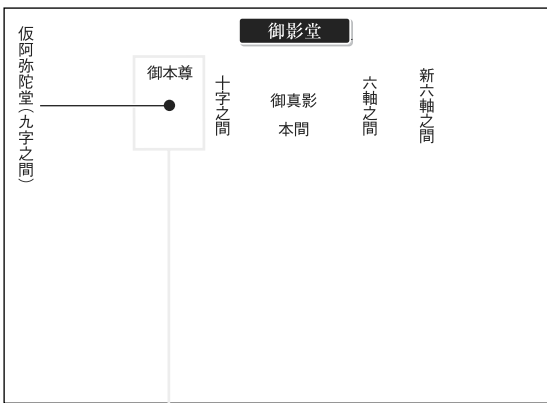 御影堂
新六軸之間
六軸之間
御真影
本間
十字之間
御本尊
仮阿弥陀堂(九字之間)